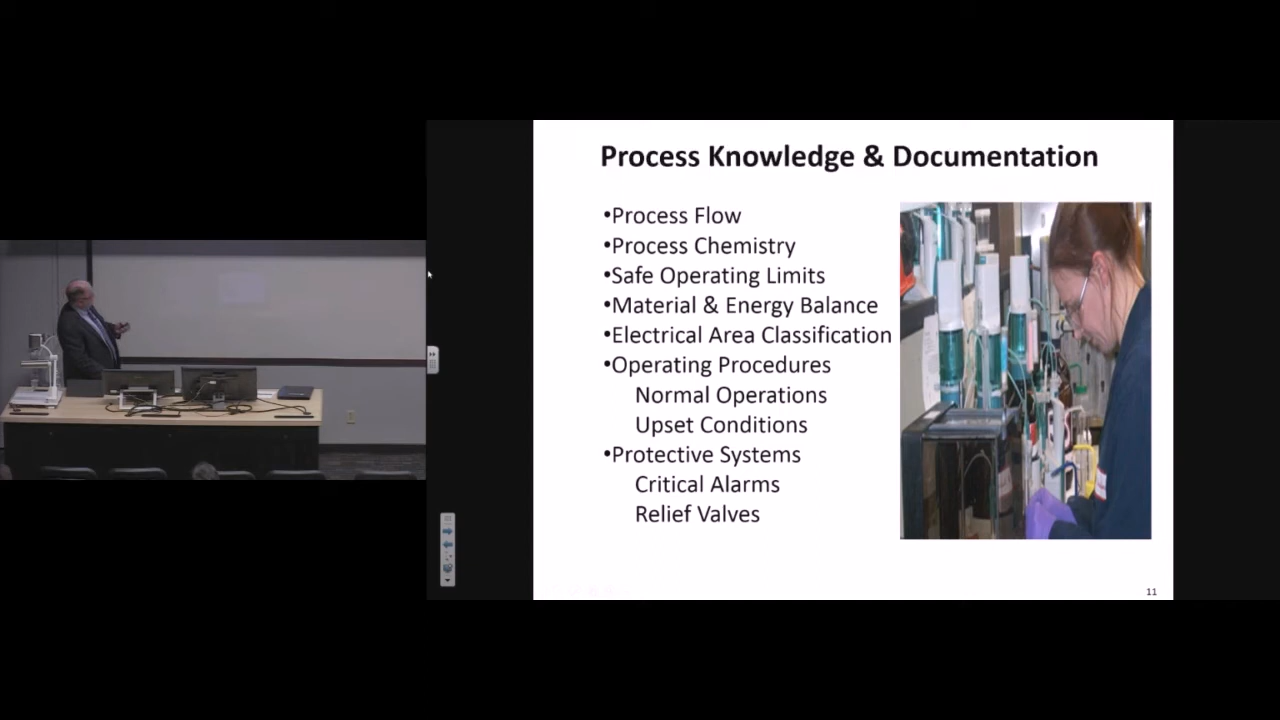 Process Knowledge & Documentation
•Process Flow
•Process Chemistry
•Safe Operating Limits
•Material & Energy Balance
•Electrical Area Classification
•Operating Procedures
Normal Operations
Upset Conditions
•Protective Systems
Critical Alarms
Relief Valves
11